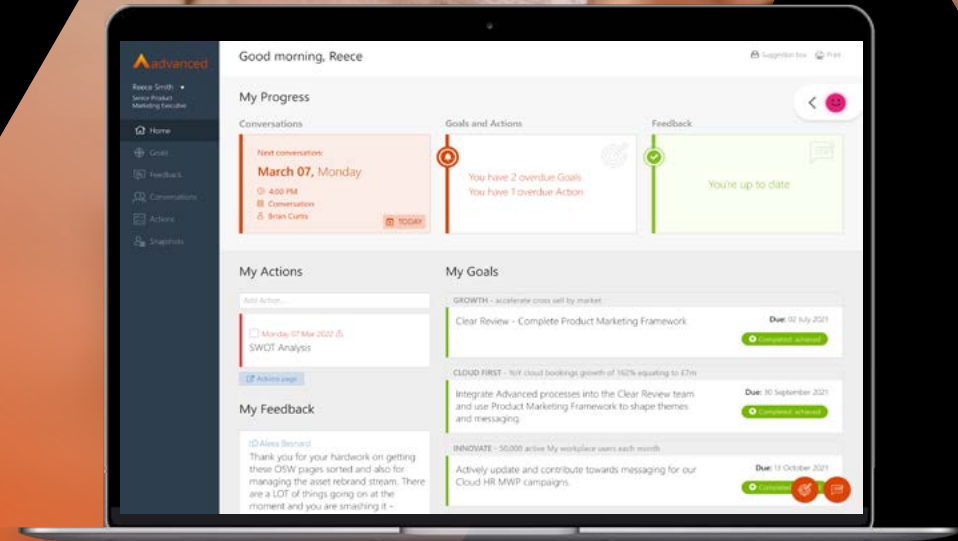 advanced
Good morning, Reece
Suggestion box
Print
Reece Smith
Senior Product
Marketing Executive
Home
Goals
Feedback
Conversations
Actions
Snapshots
My Progress
Conversations
Next conversation:
March 07, Monday
4:00 PM
Conversation
Brian Curtis
TODAY
Goals and Actions
You have 2 overdue Goals
You have 1 overdue Action
Feedback
You're up to date
My Actions
Add Action...
Monday 07 Mar 2022
SWOT Analysis
Actions page
My Feedback
Alexa Besnard
Thank you for your hardwork on getting
these OSW pages sorted and also for
managing the asset rebrand stream. There
are a LOT of things going on at the
moment and you are smashing it –
My Goals
GROWTH - accelerate cross sell by market
Clear Review - Complete Product Marketing Framework
Due: 02 July 2021
Completed: achieved
CLOUD FIRST - YoY cloud bookings growth of 162% equating to £7m
Integrate Advanced processes into the Clear Review team
and use Product Marketing Framework to shape themes
and messaging.
Due: 30 September 2021
Completed: achieved
INNOVATE - 50,000 active My workplace users each month
Actively update and contribute towards messaging for our
Cloud HR MWP campaigns.
Due: 13 October 2021